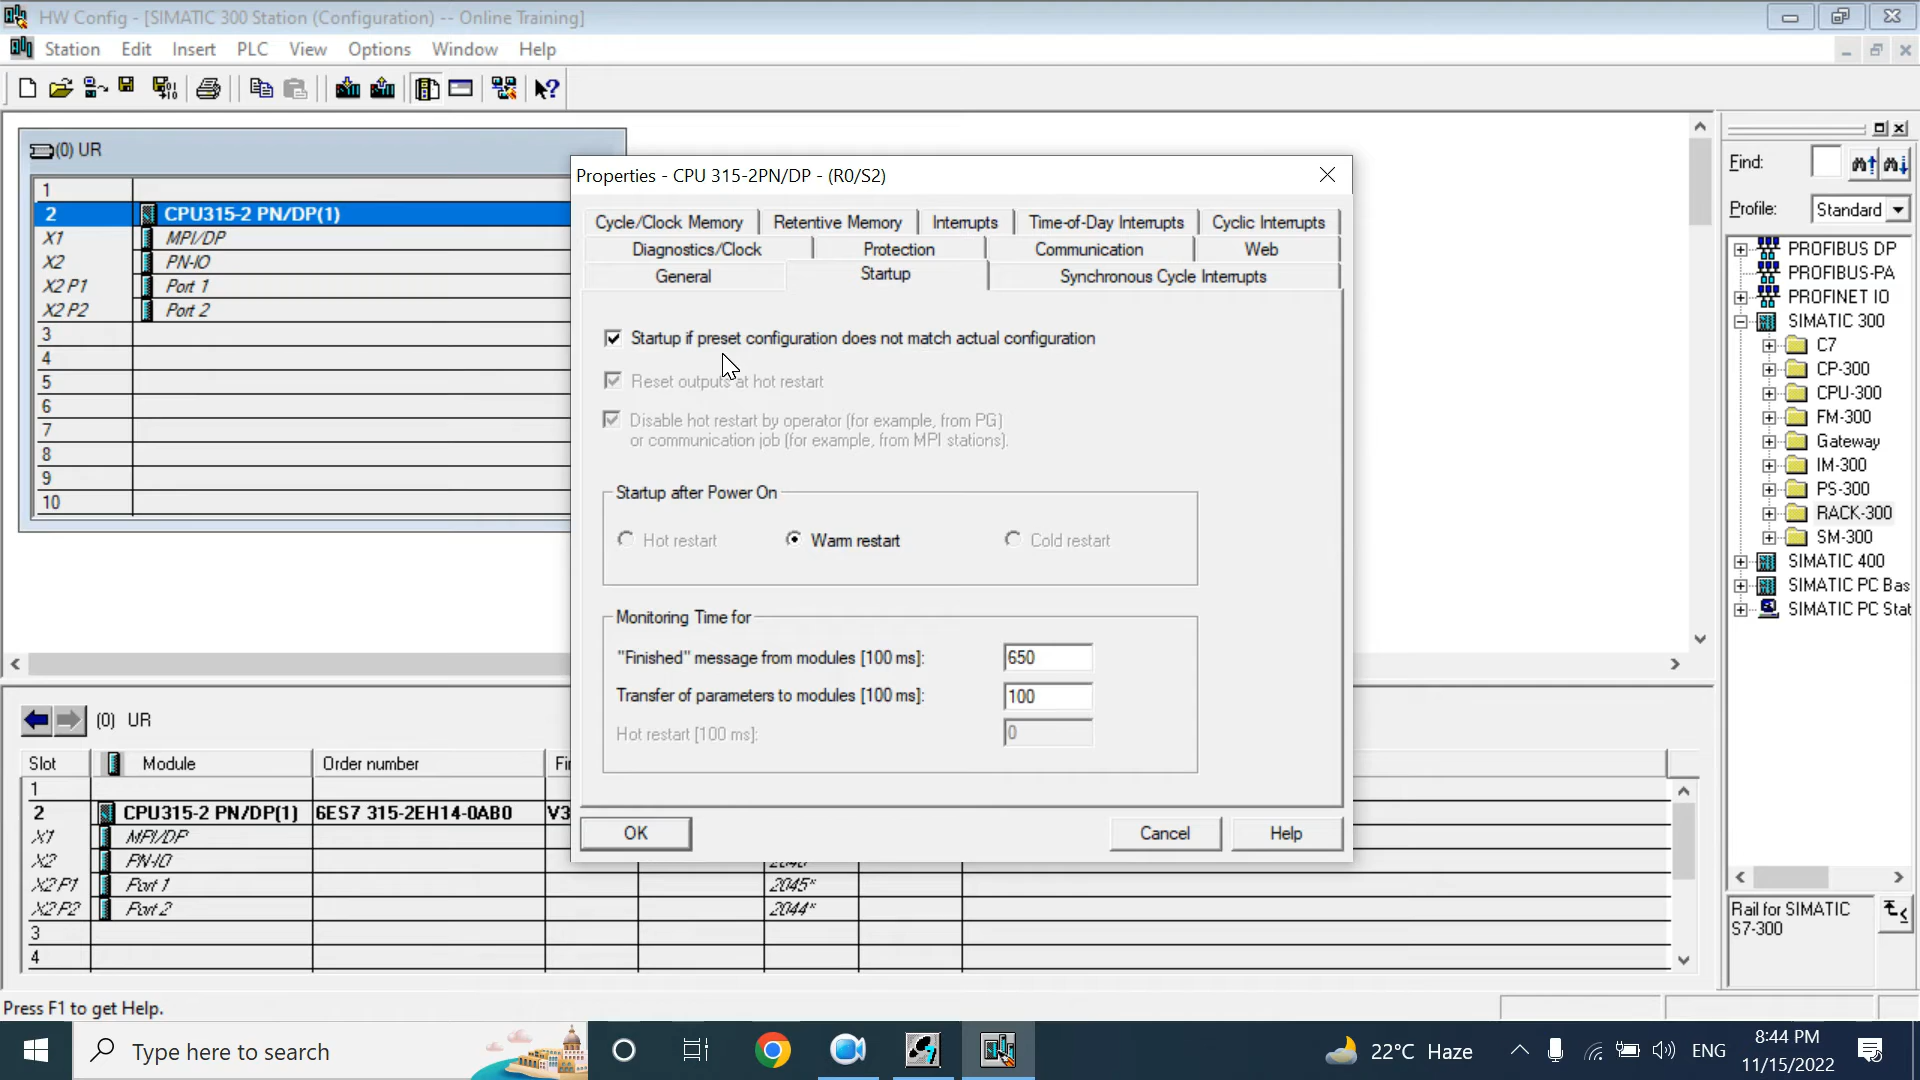 HW Config - [SIMATIC 300 Station (Configuration) -- Online Training]
Station Edit Insert PLC View Options Window Help
(0) UR
1
2 CPU315-2 PN/DP(1)
X1 MPI/DP
X2 PN-IO
X2 P1 Port 1
X2 P2 Port 2
3
4
5
6
7
8
9
10
Properties - CPU 315-2PN/DP - (R0/S2)
Cycle/Clock Memory Retentive Memory Interrupts Time-of-Day Interrupts Cyclic Interrupts
Diagnostics/Clock Protection Communication Web
General Startup Synchronous Cycle Interrupts
Startup if preset configuration does not match actual configuration
Reset outputs at hot restart
Disable hot restart by operator (for example, from PG)
or communication job (for example, from MPI stations).
Startup after Power On
Hot restart Warm restart Cold restart
Monitoring Time for
"Finished" message from modules [100 ms]: 650
Transfer of parameters to modules [100 ms]: 100
Hot restart [100 ms]: 0
OK Cancel Help
Find:
Profile: Standard
PROFIBUS DP
PROFIBUS-PA
PROFINET IO
SIMATIC 300
C7
CP-300
CPU-300
FM-300
Gateway
IM-300
PS-300
RACK-300
SM-300
SIMATIC 400
SIMATIC PC Bas
SIMATIC PC Stat
Rail for SIMATIC
S7-300
(0) UR
Slot Module Order number Fi
1
2 CPU315-2 PN/DP(1) 6ES7 315-2EH14-0AB0 V3
X1 MPI/DP
X2 PN-IO
X2 P1 Port 1 2045*
X2 P2 Port 2 2044*
3
4
Press F1 to get Help.
Type here to search
22°C Haze
ENG
8:44 PM
11/15/2022